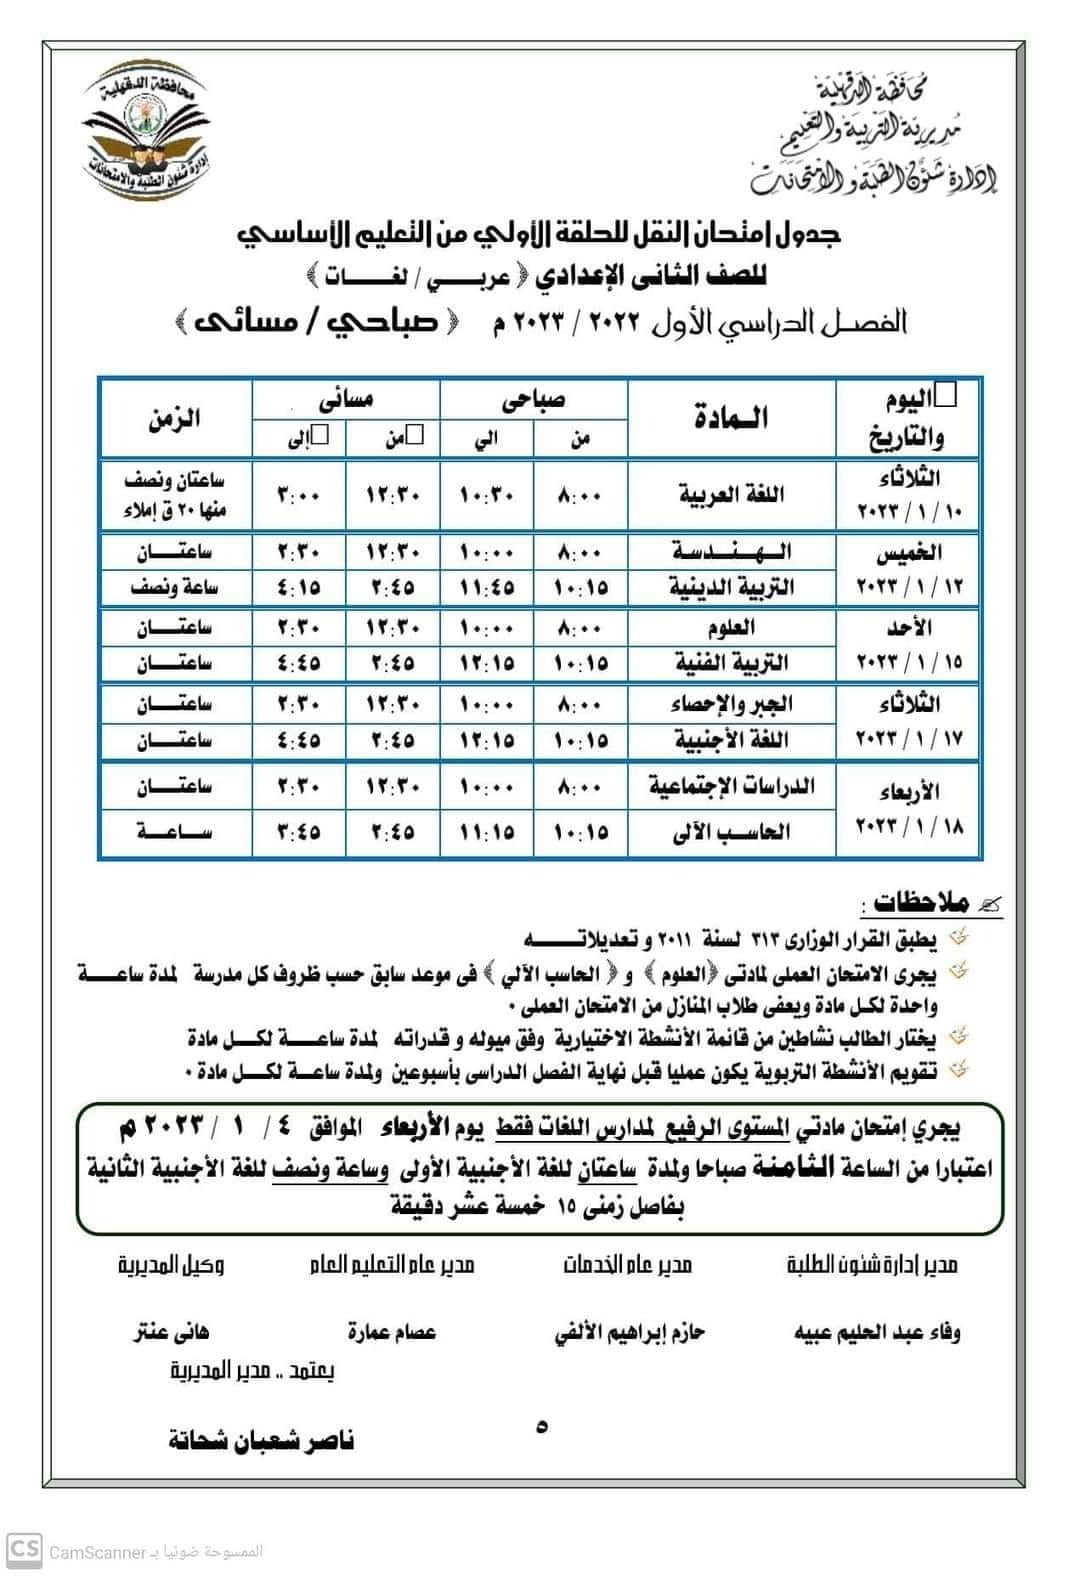 محافظة الدقهلية
مديرية التربية والتعليم
إدارة شئون الطلبة والامتحانات
محافظة الدقهلية
إدارة شئون الطلبة والامتحانات
جدول إمتحان النقل للحلقة الأولي من التعليم الأساسي
للصف الثانى الإعدادي ﴿ عربـــــي / لغـــــات ﴾
الفصل الدراسي الأول ٢٠٢٢ / ٢٠٢٣ م ﴿ صباحي / مسائى ﴾
اليوم والتاريخ المـادة صباحى مسائى الزمن
من الي من إلى
الثلاثاء ١٠ / ١ / ٢٠٢٣ اللغة العربية ٨:٠٠ ١٠:٣٠ ١٢:٣٠ ٣:٠٠ ساعتان ونصف منها ٢٠ ق إملاء
الخميس ١٢ / ١ / ٢٠٢٣ الـهـنـدسـة ٨:٠٠ ١٠:٠٠ ١٢:٣٠ ٢:٣٠ ساعتـــان
التربية الدينية ١٠:١٥ ١١:٤٥ ٢:٤٥ ٤:١٥ ساعة ونصف
الأحد ١٥ / ١ / ٢٠٢٣ العلوم ٨:٠٠ ١٠:٠٠ ١٢:٣٠ ٢:٣٠ ساعتـــان
التربية الفنية ١٠:١٥ ١٢:١٥ ٢:٤٥ ٤:٤٥ ساعتـــان
الثلاثاء ١٧ / ١ / ٢٠٢٣ الجبر والإحصاء ٨:٠٠ ١٠:٠٠ ١٢:٣٠ ٢:٣٠ ساعتـــان
اللغة الأجنبية ١٠:١٥ ١٢:١٥ ٢:٤٥ ٤:٤٥ ساعتـــان
الأربعاء ١٨ / ١ / ٢٠٢٣ الدراسات الإجتماعية ٨:٠٠ ١٠:٠٠ ١٢:٣٠ ٢:٣٠ ساعتـــان
الحاسـب الآلى ١٠:١٥ ١١:١٥ ٢:٤٥ ٣:٤٥ ســاعـــة
ملاحظات :
يطبق القرار الوزارى ٣١٣ لسنة ٢٠١١ و تعديلاتـــــه
يجرى الامتحان العملى لمادتى ﴿العلوم ﴾ و﴿ الحاسب الآلي ﴾ فى موعد سابق حسب ظروف كل مدرسة لمدة ساعـــــة
واحدة لكـل مادة ويعفى طلاب المنازل من الامتحان العملى ٠
يختار الطالب نشاطين من قائمة الأنشطة الاختيارية وفق ميوله و قدراته لمدة ساعـــــة لكـــل مادة
تقويم الأنشطة التربوية يكون عمليا قبل نهاية الفصل الدراسى بأسبوعين ولمدة ساعـــة لكـــل مادة ٠
يجري إمتحان مادتي المستوى الرفيع لمدارس اللغات فقط يوم الأربعاء الموافق ٤ / ١ / ٢٠٢٣ م
اعتبارا من الساعة الثامنة صباحا ولمدة ساعتان للغة الأجنبية الأولى وساعة ونصف للغة الأجنبية الثانية
بفاصل زمنى ١٥ خمسة عشر دقيقة
مدير إدارة شئون الطلبة مدير عام الخدمات مدير عام التعليم العام وكيل المديرية
وفاء عبد الحليم عبيه حازم إبراهيم الألفي عصام عمارة هانى عنتر
يعتمد .. مدير المديرية
ناصر شعبان شحاتة
٥
CS CamScanner الممسوحة ضوئيا بـ